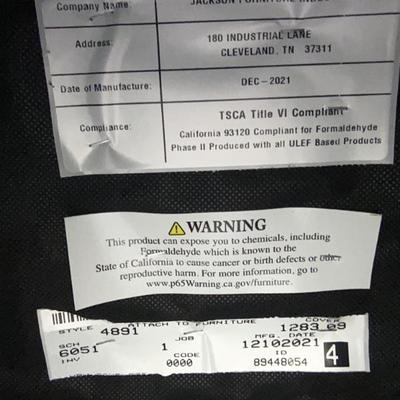 Company Name: JACKSON FURNITURE
Address: 180 INDUSTRIAL LANE
CLEVELAND, TN 37311
Date of Manufacture: DEC-2021
Compliance: TSCA Title VI Compliant
California 93120 Compliant for Formaldehyde
Phase II Produced with all ULEF Based Products
⚠WARNING
This product can expose you to chemicals, including
Formaldehyde which is known to the
State of California to cause cancer or birth defects or other
reproductive harm. For more information, go to
www.p65Warning.ca.gov/furniture.
ATTACH TO FURNITURE
STYLE 4891 COVER 1283 09
SCH JOB MFG. DATE
6051 1 12102021
INV CODE ID
0000 89448054 4